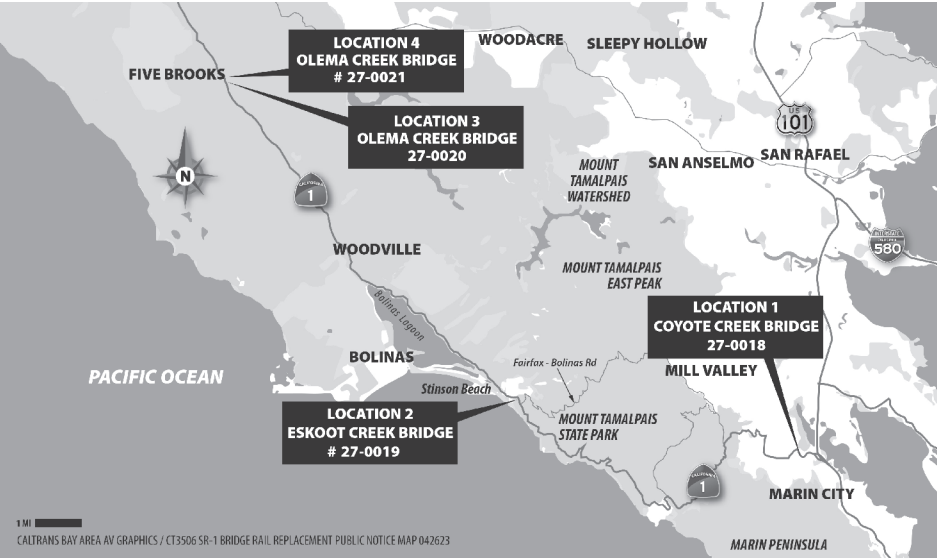 LOCATION 4
OLEMA CREEK BRIDGE
# 27-0021
WOODACRE
SLEEPY HOLLOW
FIVE BROOKS
US
101
LOCATION 3
OLEMA CREEK BRIDGE
27-0020
SAN ANSELMO
SAN RAFAEL
MOUNT
TAMALPAIS
WATERSHED
N
CALIFORNIA
1
INTERSTATE
580
WOODVILLE
MOUNT TAMALPAIS
EAST PEAK
Bolinas Lagoon
LOCATION 1
COYOTE CREEK BRIDGE
27-0018
BOLINAS
Fairfax - Bolinas Rd
MILL VALLEY
PACIFIC OCEAN
Stinson Beach
LOCATION 2
ESKOOT CREEK BRIDGE
# 27-0019
MOUNT TAMALPAIS
STATE PARK
CALIFORNIA
1
MARIN CITY
1 MI
CALTRANS BAY AREA AV GRAPHICS / CT3506 SR-1 BRIDGE RAIL REPLACEMENT PUBLIC NOTICE MAP 042623
MARIN PENINSULA